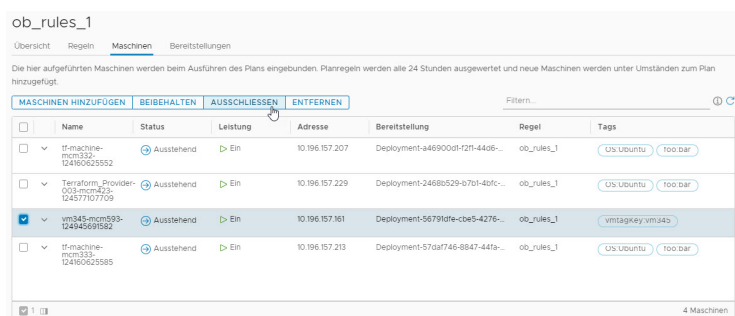 ob_rules_1
Übersicht Regeln Maschinen Bereitstellungen
Die hier aufgeführten Maschinen werden beim Ausführen des Plans eingebunden. Planregeln werden alle 24 Stunden ausgewertet und neue Maschinen werden unter Umständen zum Plan
hinzugefügt.
MASCHINEN HINZUFÜGEN BEIBEHALTEN AUSSCHLIESSEN ENTFERNEN Filtern...
Name Status Leistung Adresse Bereitstellung Regel Tags
tf-machine-
mcm332-
124160625552
Ausstehend Ein 10.196.157.207 Deployment-a46900d1-f2f1-44d6-... ob_rules_1 OS:Ubuntu foo:bar
Terraform_Provider-
003-mcm423-
124577107709
Ausstehend Ein 10.196.157.229 Deployment-2468b529-b7b1-4bfc-... ob_rules_1 OS:Ubuntu foo:bar
vm345-mcm593-
124945691582
Ausstehend Ein 10.196.157.161 Deployment-56791dfe-cbe5-4276-... ob_rules_1 vmtagKey:vm345
tf-machine-
mcm333-
124160625585
Ausstehend Ein 10.196.157.213 Deployment-57daf746-8847-44fa-... ob_rules_1 OS:Ubuntu foo:bar
1 4 Maschinen